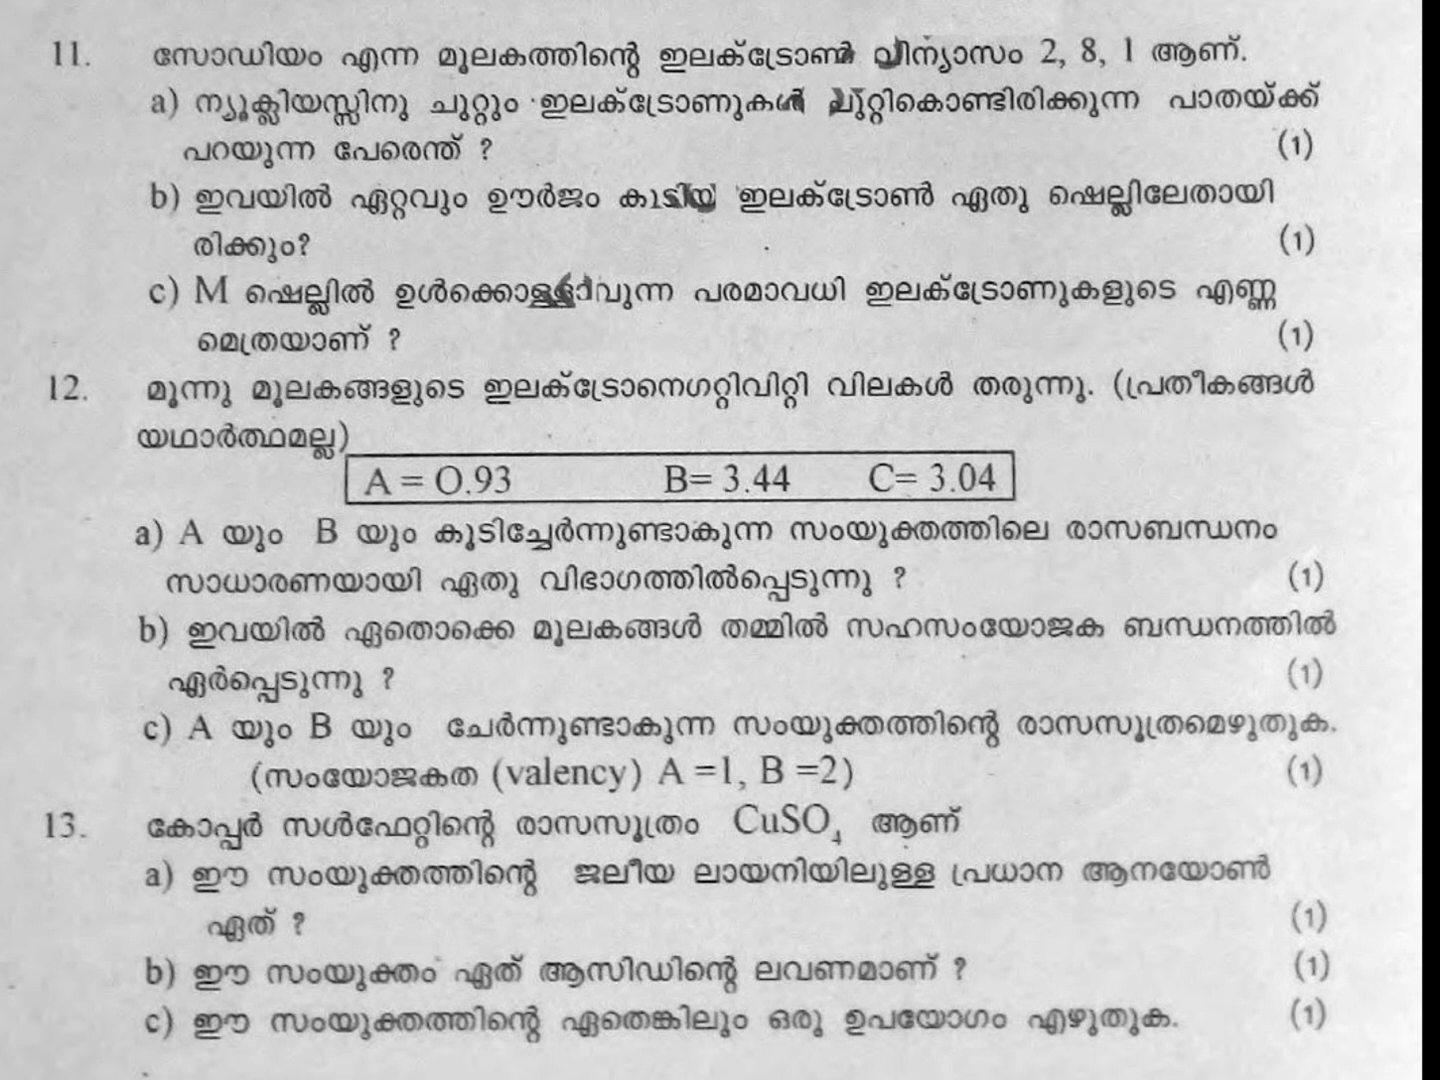 11. സോഡിയം എന്ന മൂലകത്തിന്റെ ഇലക്ട്രോൺ വിന്യാസം 2, 8, 1 ആണ്.
a) ന്യൂക്ലിയസ്സിനു ചുറ്റും ഇലക്ട്രോണുകൾ ചുറ്റികൊണ്ടിരിക്കുന്ന പാതയ്ക്ക്
പറയുന്ന പേരെന്ത് ? (1)
b) ഇവയിൽ ഏറ്റവും ഊർജം കൂടിയ ഇലക്ട്രോൺ ഏതു ഷെല്ലിലേതായി
രിക്കും? (1)
c) M ഷെല്ലിൽ ഉൾക്കൊള്ളാവുന്ന പരമാവധി ഇലക്ട്രോണുകളുടെ എണ്ണ
മെത്രയാണ് ? (1)
12. മൂന്നു മൂലകങ്ങളുടെ ഇലക്ട്രോനെഗറ്റിവിറ്റി വിലകൾ തരുന്നു. (പ്രതീകങ്ങൾ
യഥാർത്ഥമല്ല)
A = O.93 B= 3.44 C= 3.04
a) A യും B യും കൂടിച്ചേർന്നുണ്ടാകുന്ന സംയുക്തത്തിലെ രാസബന്ധനം
സാധാരണയായി ഏതു വിഭാഗത്തിൽപ്പെടുന്നു ? (1)
b) ഇവയിൽ ഏതൊക്കെ മൂലകങ്ങൾ തമ്മിൽ സഹസംയോജക ബന്ധനത്തിൽ
ഏർപ്പെടുന്നു ? (1)
c) A യും B യും ചേർന്നുണ്ടാകുന്ന സംയുക്തത്തിന്റെ രാസസൂത്രമെഴുതുക.
(സംയോജകത (valency) A =1, B =2) (1)
13. കോപ്പർ സൾഫേറ്റിന്റെ രാസസൂത്രം CuSO₄ ആണ്
a) ഈ സംയുക്തത്തിന്റെ ജലീയ ലായനിയിലുള്ള പ്രധാന ആനയോൺ
ഏത് ? (1)
b) ഈ സംയുക്തം ഏത് ആസിഡിന്റെ ലവണമാണ് ? (1)
c) ഈ സംയുക്തത്തിന്റെ ഏതെങ്കിലും ഒരു ഉപയോഗം എഴുതുക. (1)